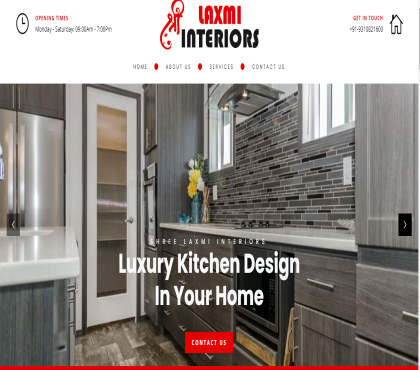 OPENING TIMES
Monday - Saturday: 09:00Am - 7:00Pm
श्री LAXMI
INTERIORS
GET IN TOUCH
+91-9310821600
HOME
ABOUT US
SERVICES
CONTACT US
SHREE LAXMI INTERIORS
Luxury Kitchen Design
In Your Home
CONTACT US